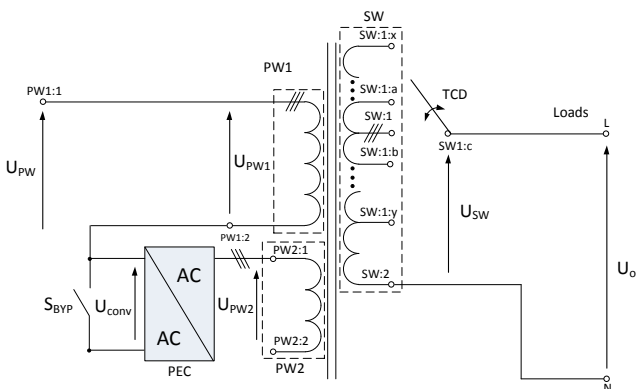 SW
SW:1:x
PW1
PW1:1
SW:1:a
TCD
SW:1
Loads
L
SW1:c
SW:1:b
U_PW
U_PW1
U_SW
SW:1:y
PW1:2
U_o
AC
PW2:1
S_BYP
U_conv
U_PW2
SW:2
AC
PW2:2
PEC
PW2
N